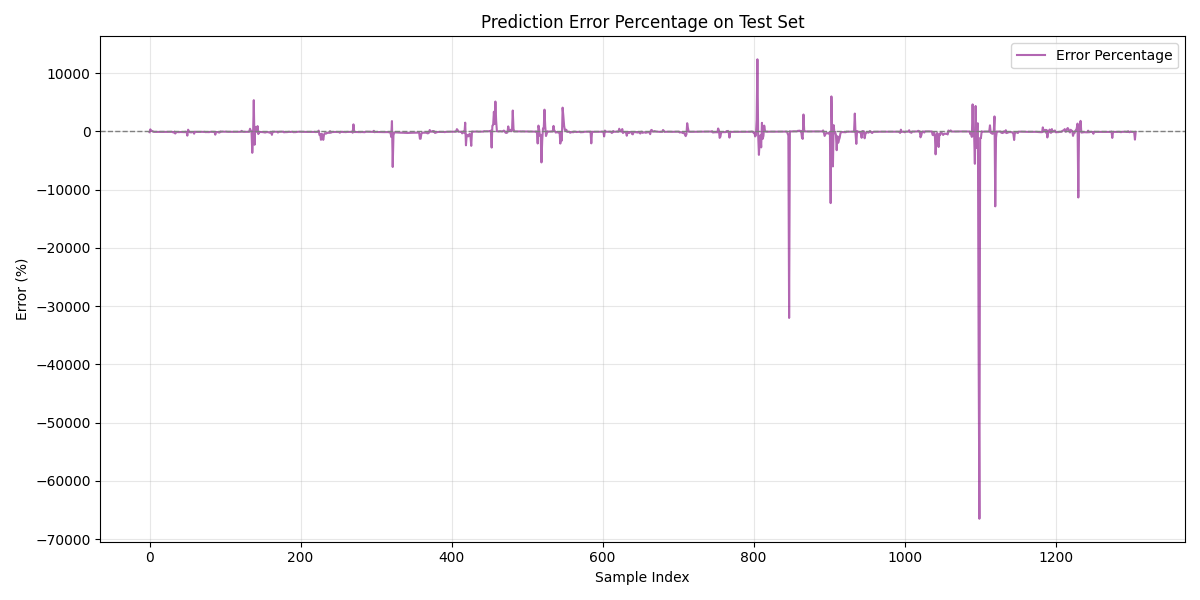 Prediction Error Percentage on Test Set
Error Percentage
10000
0
−10000
−20000
−30000
−40000
−50000
−60000
−70000
Error (%)
0 200 400 600 800 1000 1200
Sample Index